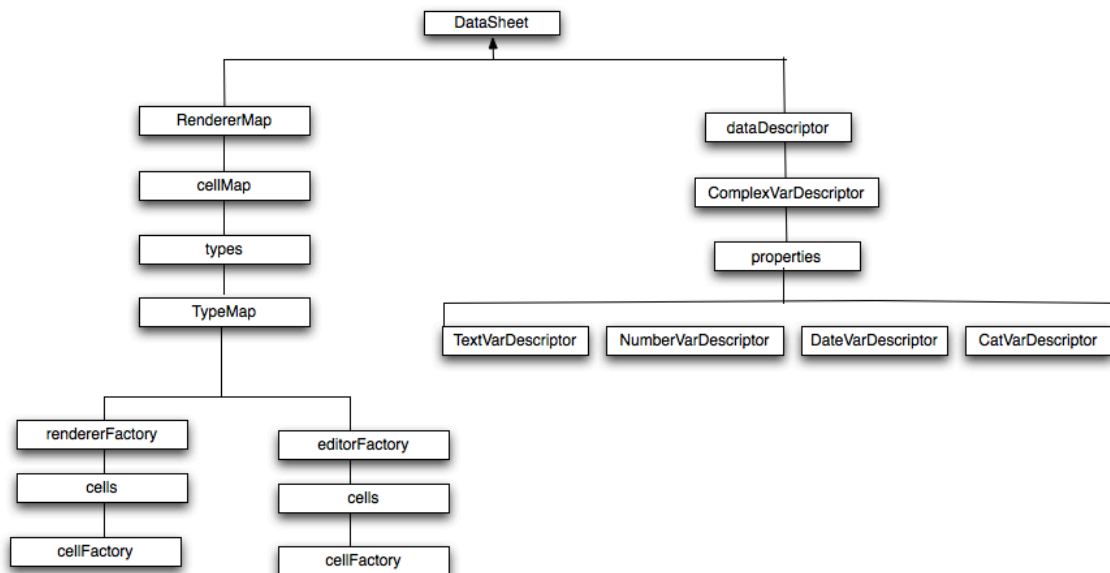 DataSheet
RendererMap
dataDescriptor
cellMap
ComplexVarDescriptor
types
properties
TypeMap
TextVarDescriptor
NumberVarDescriptor
DateVarDescriptor
CatVarDescriptor
rendererFactory
editorFactory
cells
cells
cellFactory
cellFactory